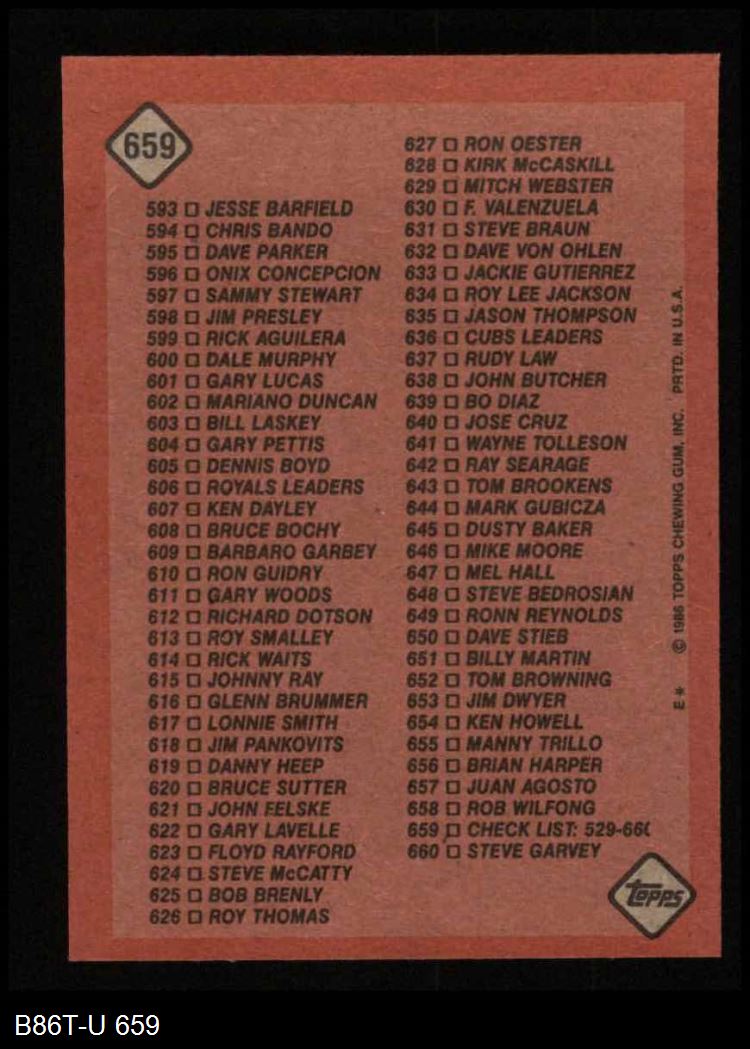 659
593 □ JESSE BARFIELD
594 □ CHRIS BANDO
595 □ DAVE PARKER
596 □ ONIX CONCEPCION
597 □ SAMMY STEWART
598 □ JIM PRESLEY
599 □ RICK AGUILERA
600 □ DALE MURPHY
601 □ GARY LUCAS
602 □ MARIANO DUNCAN
603 □ BILL LASKEY
604 □ GARY PETTIS
605 □ DENNIS BOYD
606 □ ROYALS LEADERS
607 □ KEN DAYLEY
608 □ BRUCE BOCHY
609 □ BARBARO GARBEY
610 □ RON GUIDRY
611 □ GARY WOODS
612 □ RICHARD DOTSON
613 □ ROY SMALLEY
614 □ RICK WAITS
615 □ JOHNNY RAY
616 □ GLENN BRUMMER
617 □ LONNIE SMITH
618 □ JIM PANKOVITS
619 □ DANNY HEEP
620 □ BRUCE SUTTER
621 □ JOHN FELSKE
622 □ GARY LAVELLE
623 □ FLOYD RAYFORD
624 □ STEVE McCATTY
625 □ BOB BRENLY
626 □ ROY THOMAS
627 □ RON OESTER
628 □ KIRK McCASKILL
629 □ MITCH WEBSTER
630 □ F. VALENZUELA
631 □ STEVE BRAUN
632 □ DAVE VON OHLEN
633 □ JACKIE GUTIERREZ
634 □ ROY LEE JACKSON
635 □ JASON THOMPSON
636 □ CUBS LEADERS
637 □ RUDY LAW
638 □ JOHN BUTCHER
639 □ BO DIAZ
640 □ JOSE CRUZ
641 □ WAYNE TOLLESON
642 □ RAY SEARAGE
643 □ TOM BROOKENS
644 □ MARK GUBICZA
645 □ DUSTY BAKER
646 □ MIKE MOORE
647 □ MEL HALL
648 □ STEVE BEDROSIAN
649 □ RONN REYNOLDS
650 □ DAVE STIEB
651 □ BILLY MARTIN
652 □ TOM BROWNING
653 □ JIM DWYER
654 □ KEN HOWELL
655 □ MANNY TRILLO
656 □ BRIAN HARPER
657 □ JUAN AGOSTO
658 □ ROB WILFONG
659 □ CHECK LIST: 529-660
660 □ STEVE GARVEY
E* © 1986 TOPPS CHEWING GUM, INC. PRTD. IN U.S.A.
topps
B86T-U 659